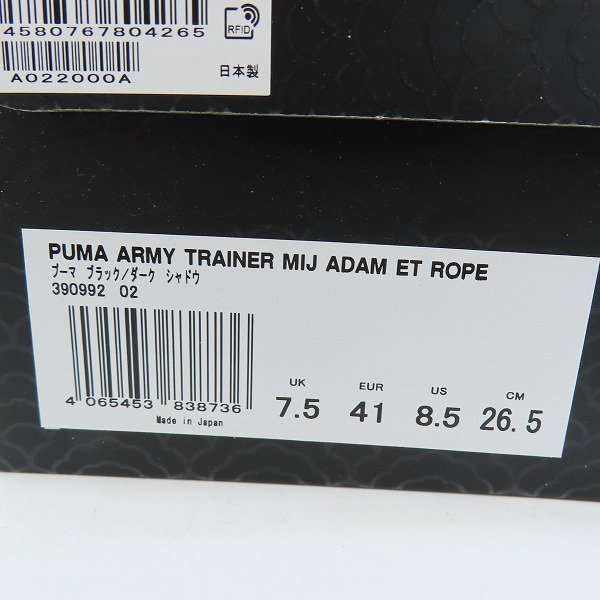 4580767804265
RFID
A022000A
日本製
PUMA ARMY TRAINER MIJ ADAM ET ROPE
プーマ ブラック/ダーク シャドウ
390992 02
UK EUR US CM
7.5 41 8.5 26.5
4 065453 838736
Made in Japan